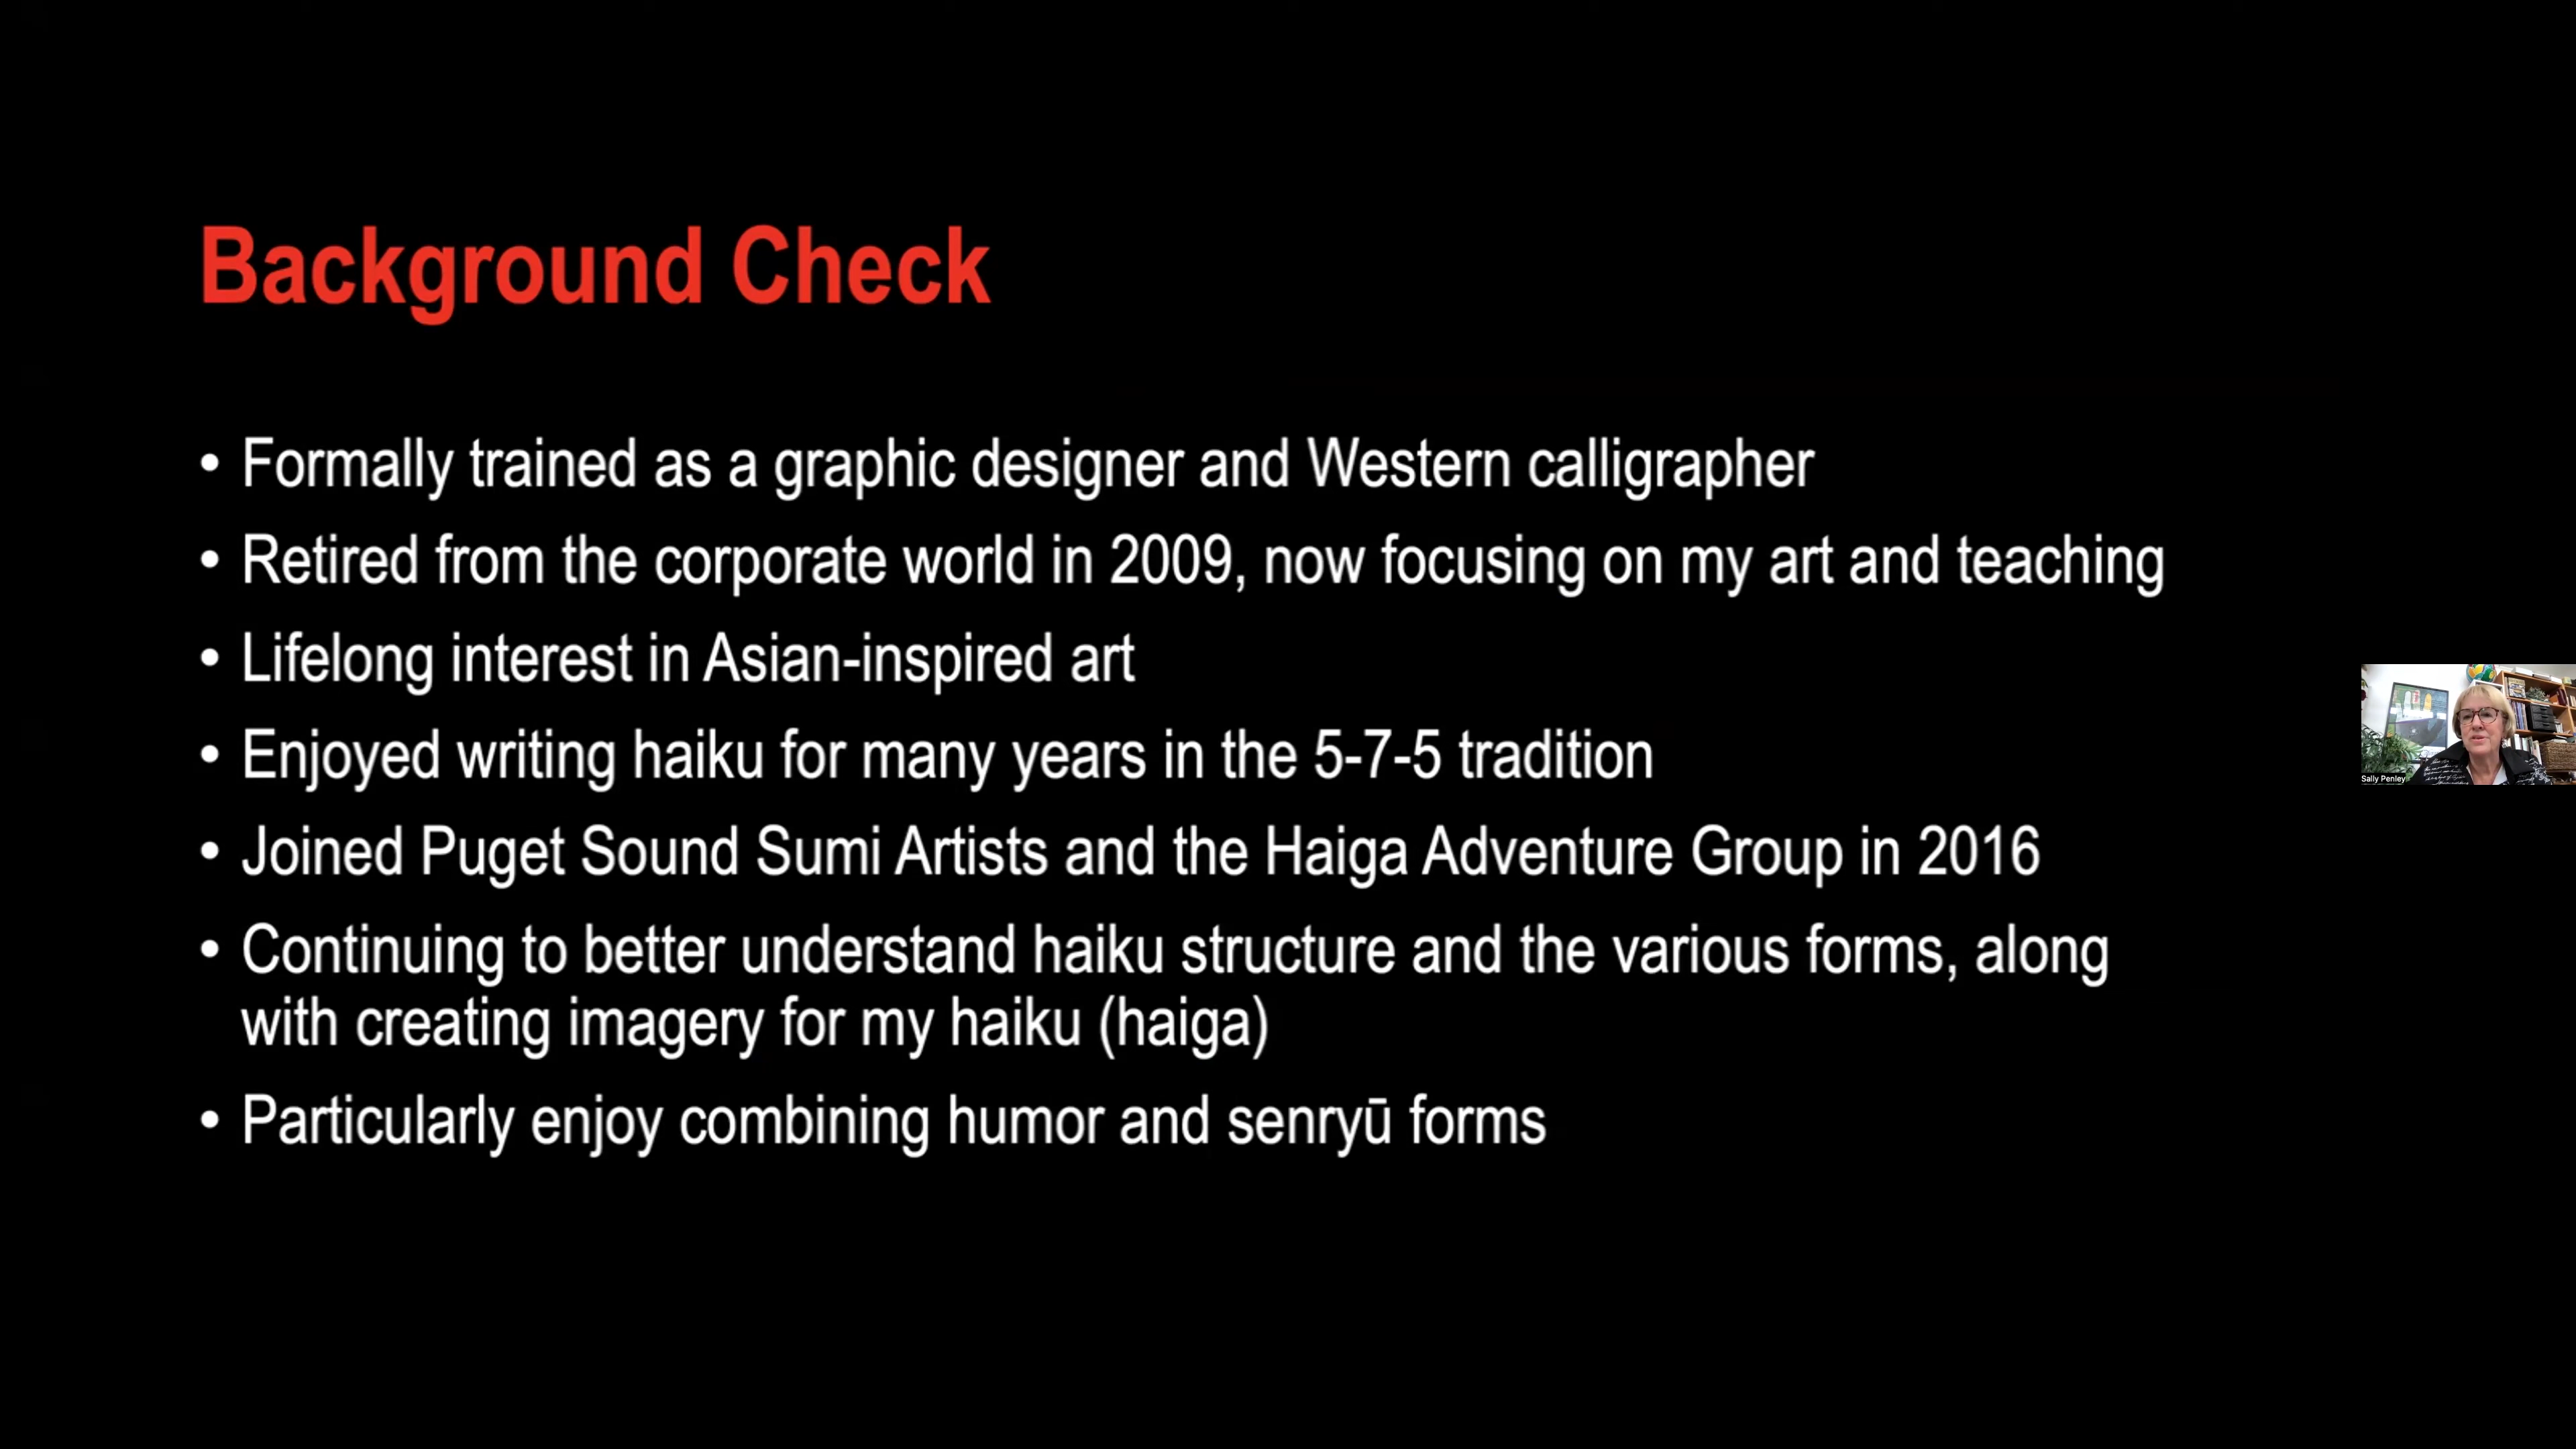 Background Check
• Formally trained as a graphic designer and Western calligrapher
• Retired from the corporate world in 2009, now focusing on my art and teaching
• Lifelong interest in Asian-inspired art
• Enjoyed writing haiku for many years in the 5-7-5 tradition
• Joined Puget Sound Sumi Artists and the Haiga Adventure Group in 2016
• Continuing to better understand haiku structure and the various forms, along
with creating imagery for my haiku (haiga)
• Particularly enjoy combining humor and senryū forms
Sally Penley